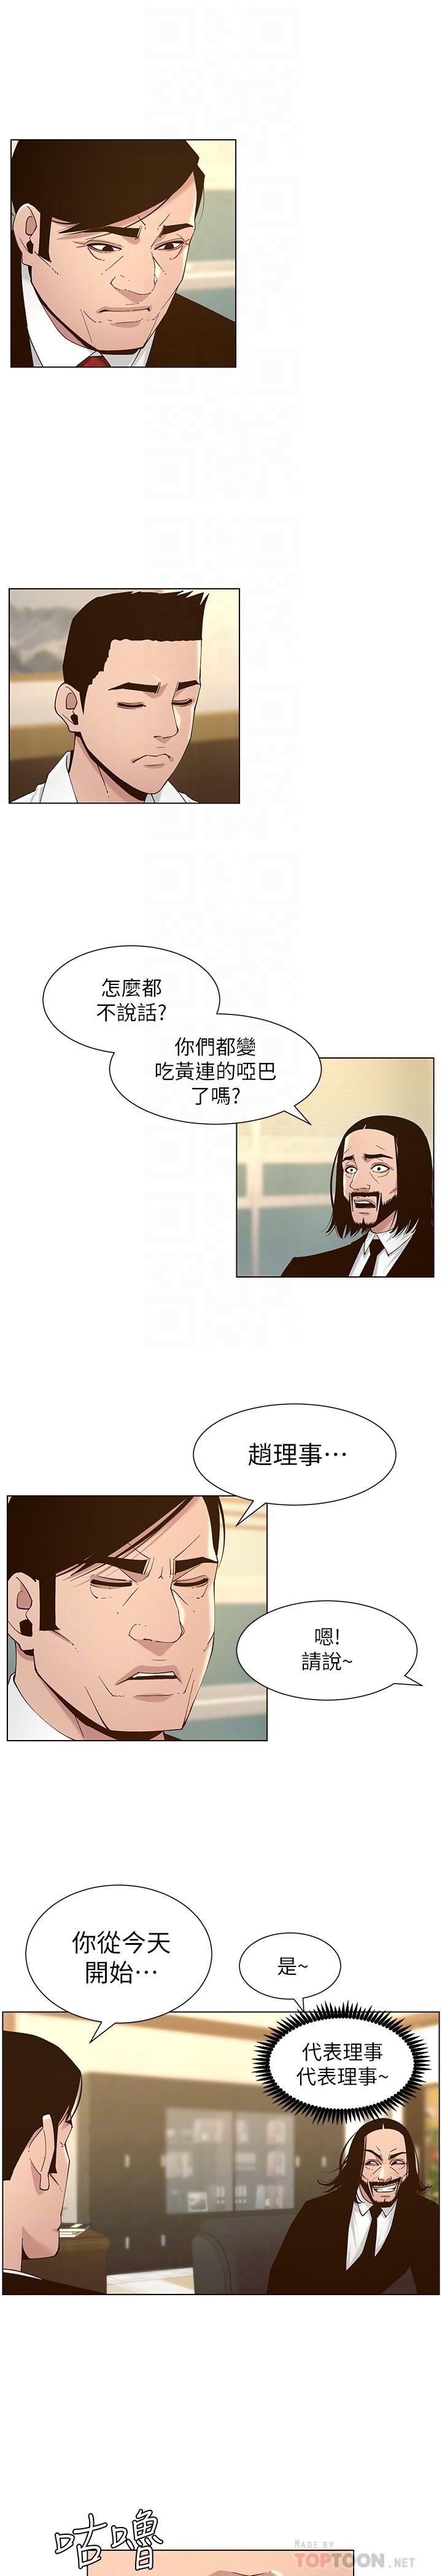 怎麼都
不說話?
你們都變
吃黃連的啞巴
了嗎?
趙理事…
嗯!
請說~
你從今天
開始…
是~
代表理事
代表理事~
咕嚕
MADE BY
TOPTOON.NET